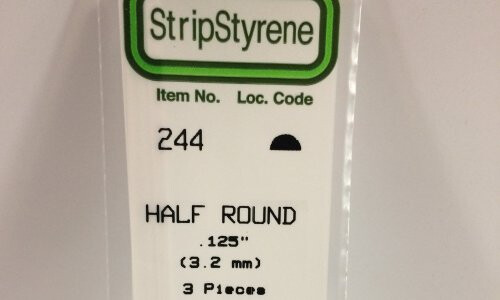 StripStyrene
Item No. Loc. Code
244
HALF ROUND
.125"
(3.2 mm)
3 Pieces